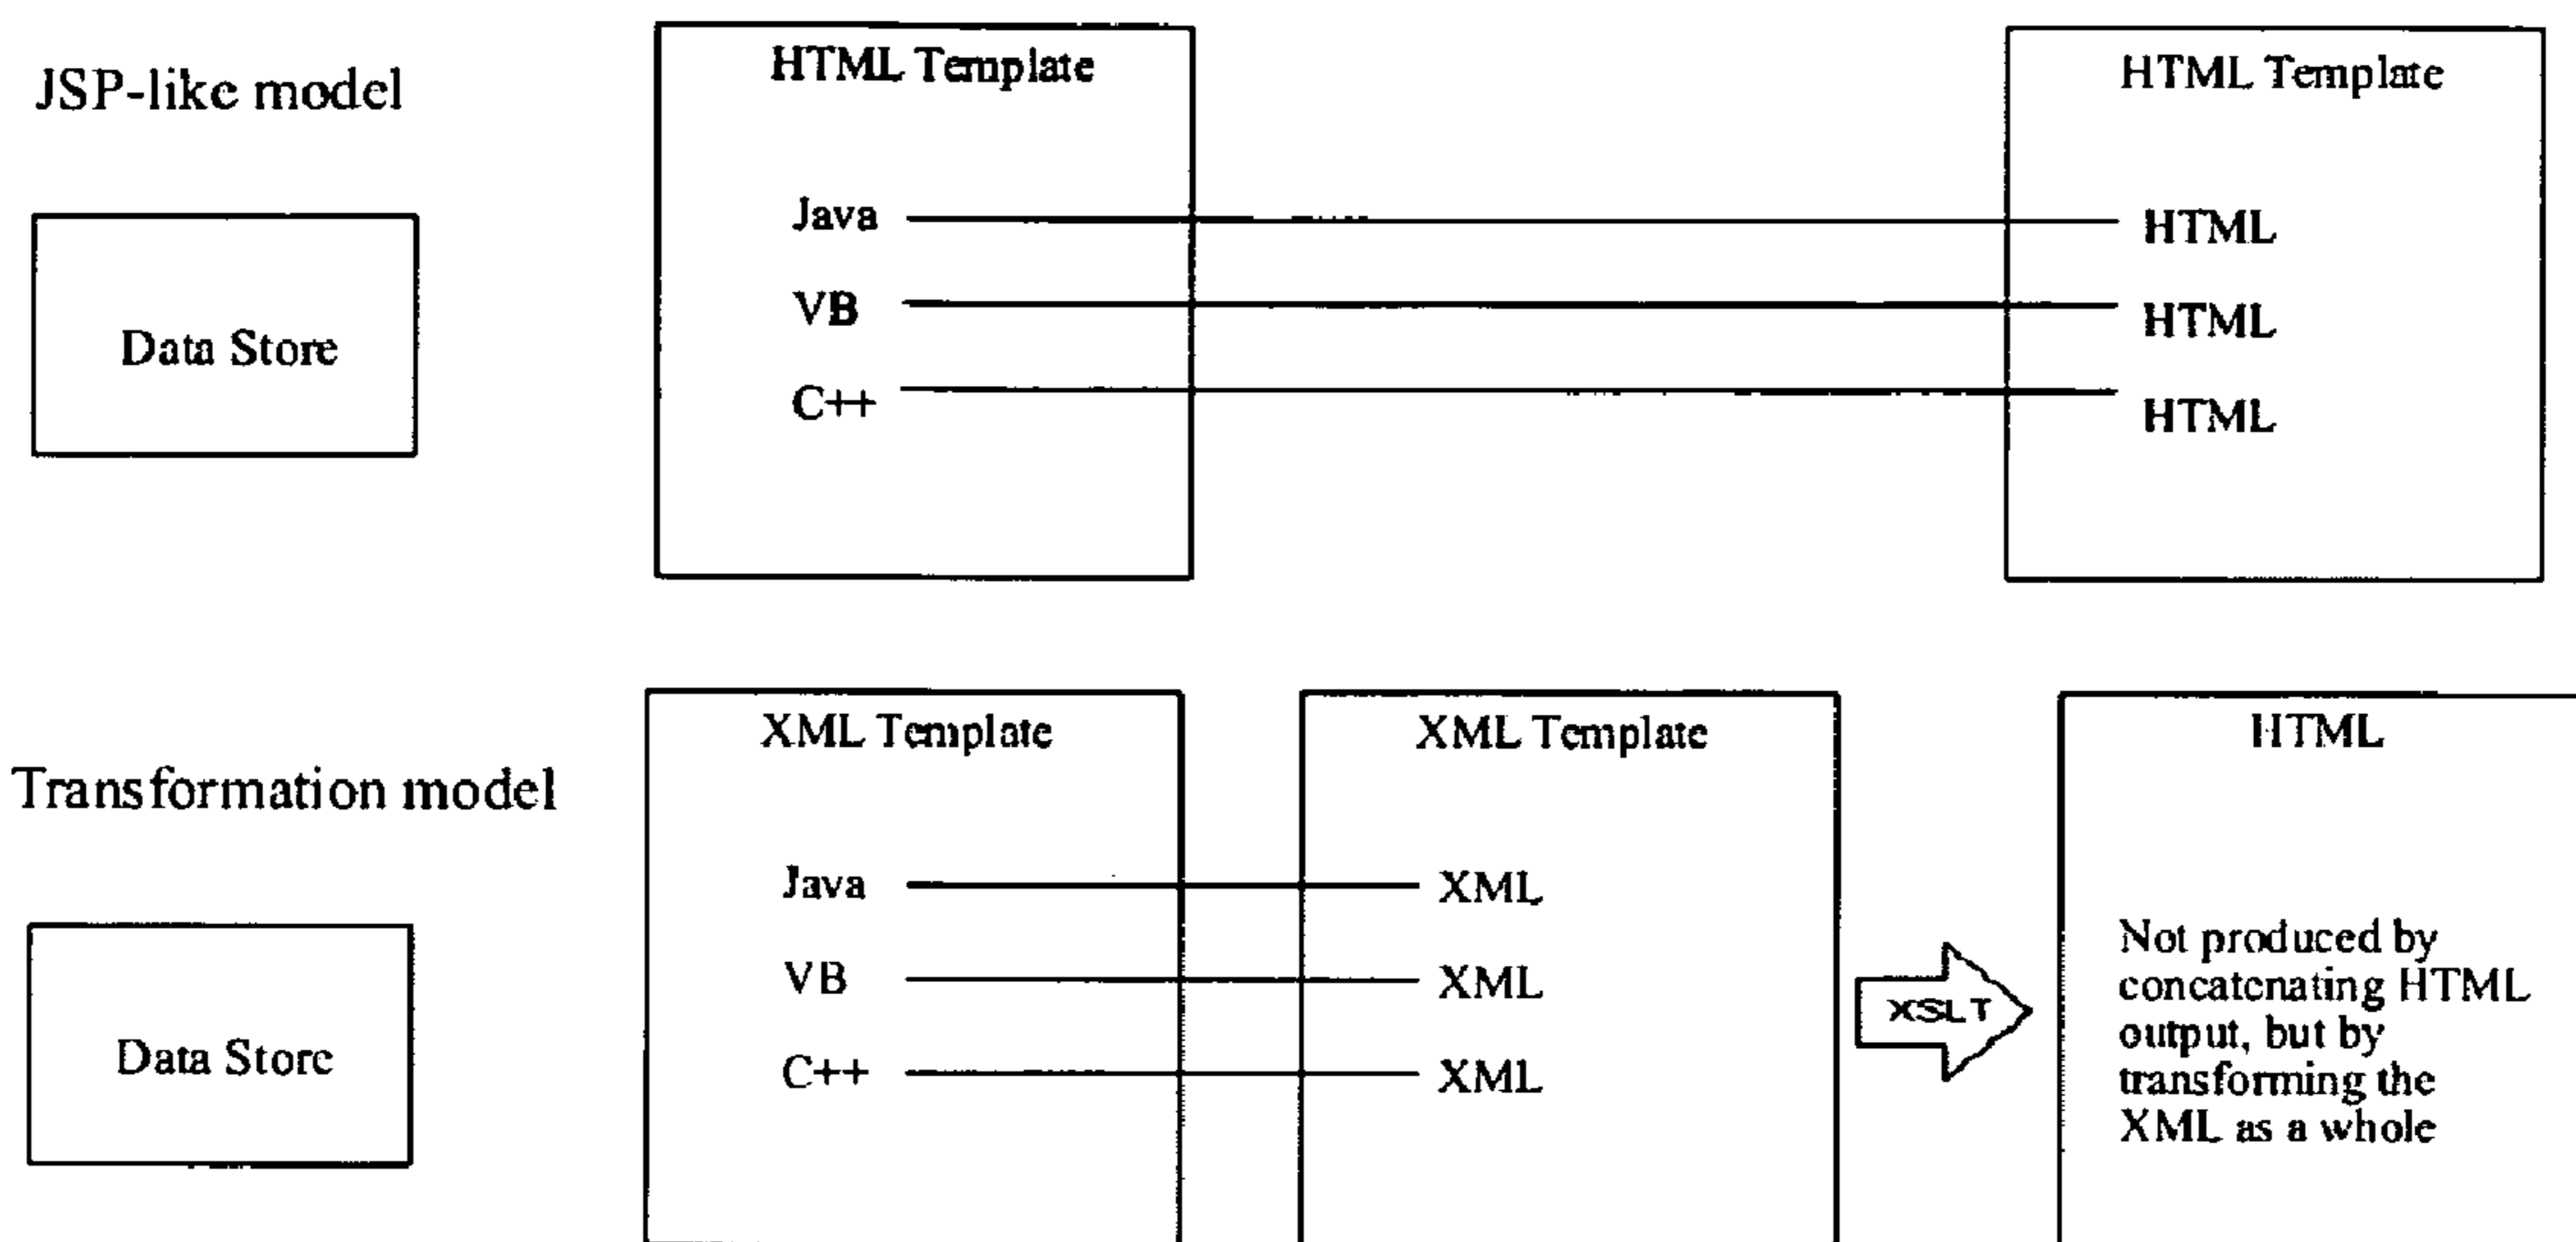 JSP-like model
Data Store
HTML Template
Java
VB
C++
HTML Template
HTML
HTML
HTML
Transformation model
Data Store
XML Template
Java
VB
C++
XML Template
XML
XML
XML
XSLT
HTML
Not produced by
concatenating HTML
output, but by
transforming the
XML as a whole